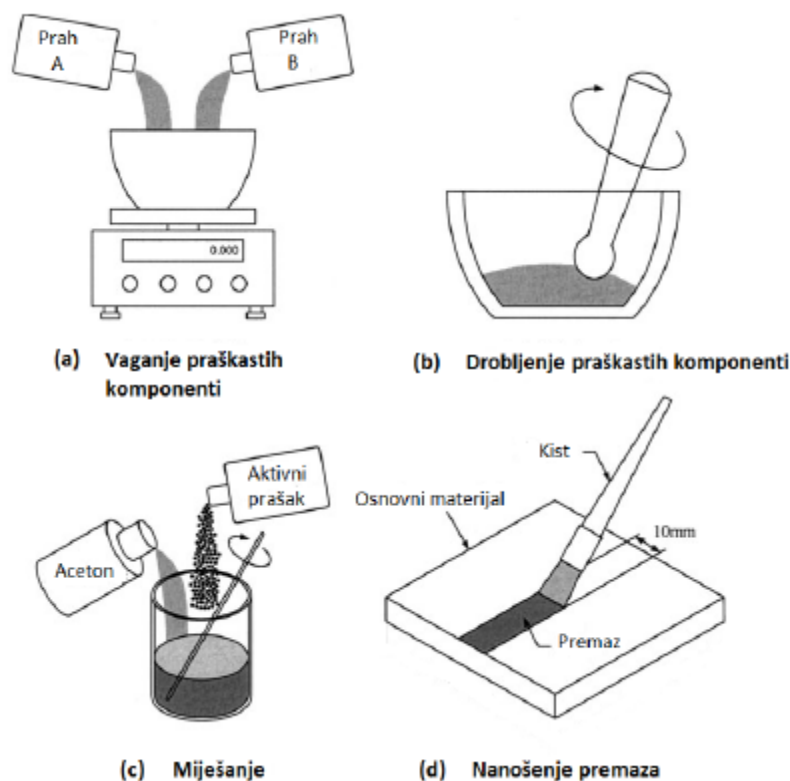 Prah
A
Prah
B
0.000
(a) Vaganje praškastih
komponenti
(b) Drobljenje praškastih komponenti
Aktivni
prašak
Aceton
Kist
Osnovni materijal
10mm
Premaz
(c) Miješanje
(d) Nanošenje premaza